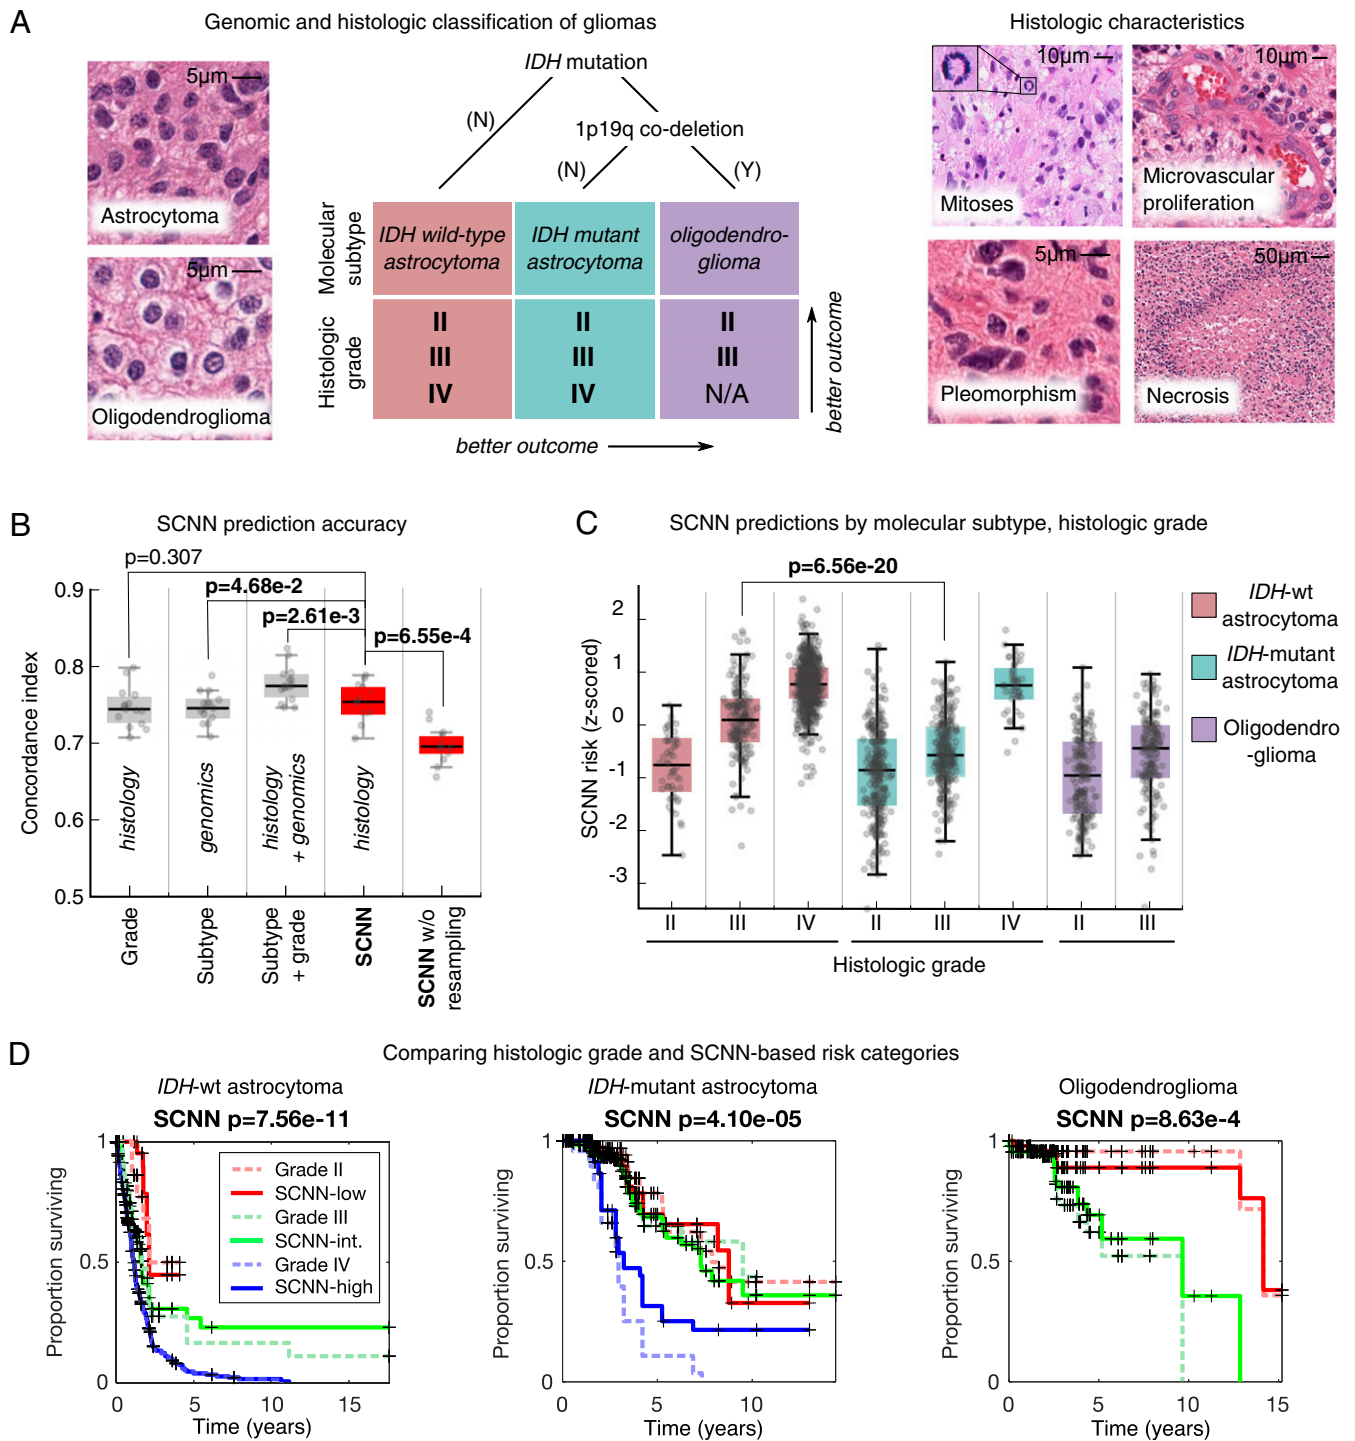 A
Genomic and histologic classification of gliomas
Histologic characteristics
5µm
Astrocytoma
5µm
Oligodendroglioma
IDH mutation
(N)
1p19q co-deletion
(N)
(Y)
Molecular
subtype
IDH wild-type
astrocytoma
IDH mutant
astrocytoma
oligodendro-
glioma
Histologic
grade
II
III
IV
II
III
IV
II
III
N/A
better outcome
better outcome
10µm
Mitoses
10µm
Microvascular
proliferation
5µm
Pleomorphism
50µm
Necrosis
B
SCNN prediction accuracy
p=0.307
p=4.68e-2
p=2.61e-3
p=6.55e-4
Concordance index
0.9
0.8
0.7
0.6
0.5
histology
genomics
histology
+ genomics
histology
Grade
Subtype
Subtype
+ grade
SCNN
SCNN w/o
resampling
C
SCNN predictions by molecular subtype, histologic grade
p=6.56e-20
SCNN risk (z-scored)
2
1
0
-1
-2
-3
II
III
IV
II
III
IV
II
III
Histologic grade
IDH-wt
astrocytoma
IDH-mutant
astrocytoma
Oligodendro
-glioma
D
Comparing histologic grade and SCNN-based risk categories
IDH-wt astrocytoma
SCNN p=7.56e-11
Proportion surviving
1
0.5
0
0
5
10
15
Time (years)
Grade II
SCNN-low
Grade III
SCNN-int.
Grade IV
SCNN-high
IDH-mutant astrocytoma
SCNN p=4.10e-05
Proportion surviving
1
0.5
0
0
5
10
Time (years)
Oligodendroglioma
SCNN p=8.63e-4
Proportion surviving
1
0.5
0
0
5
10
15
Time (years)